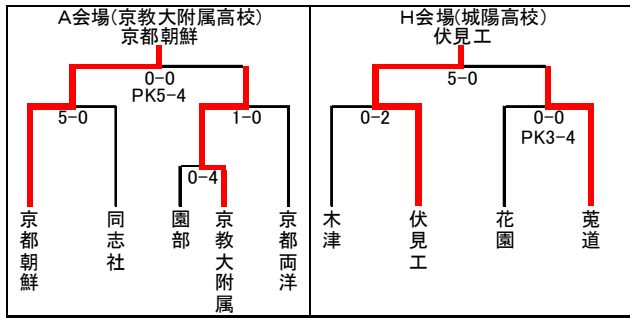 A会場(京教大附属高校)
京都朝鮮
0-0
PK5-4
5-0
1-0
0-4
京都朝鮮
同志社
園部
京教大附属
京都両洋
H会場(城陽高校)
伏見工
5-0
0-2
0-0
PK3-4
木津
伏見工
花園
莵道